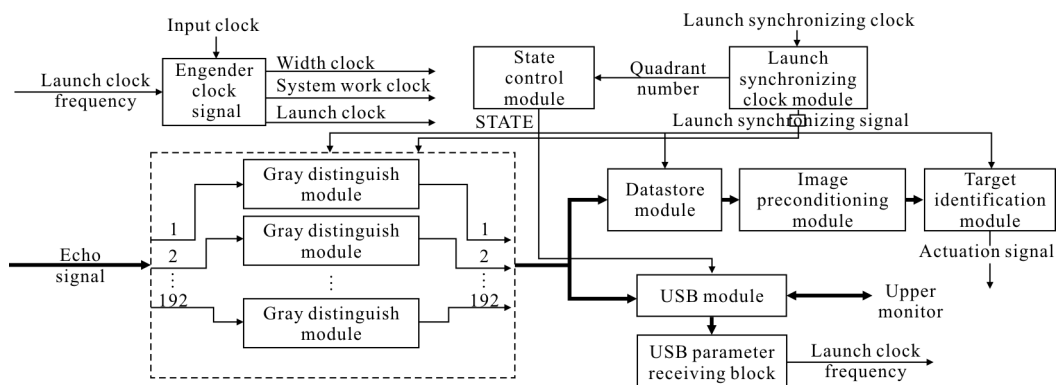 Input clock
Launch clock
frequency
Engender
clock
signal
Width clock
System work clock
Launch clock
State
control
module
Quadrant
number
Launch synchronizing clock
Launch
synchronizing
clock module
STATE
Launch synchronizing signal
Gray distinguish
module
Gray distinguish
module
⋮
Gray distinguish
module
1
2
⋮
192
1
2
⋮
192
Echo
signal
Datastore
module
Image
preconditioning
module
Target
identification
module
Actuation signal
USB module
Upper
monitor
USB parameter
receiving block
Launch clock
frequency